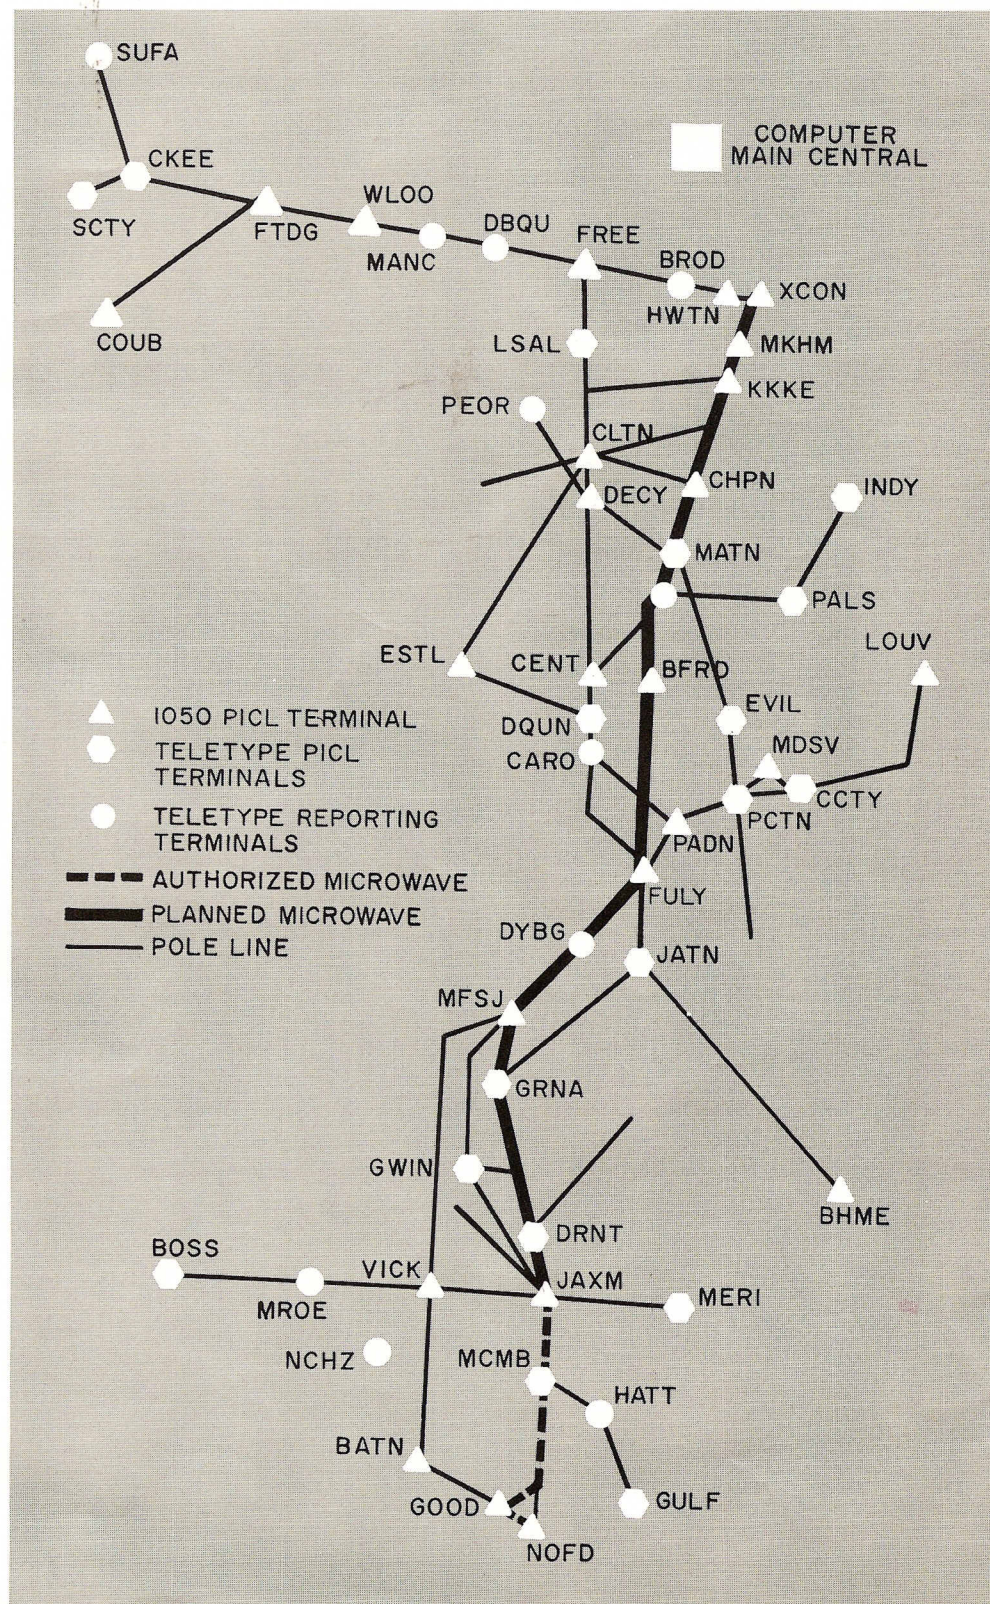 SUFA
COMPUTER
MAIN CENTRAL
CKEE
SCTY
WLOO
FTDG
DBQU
MANC
FREE
BROD
HWTN
XCON
COUB
LSAL
MKHM
KKKE
PEOR
CLTN
CHPN
INDY
DECY
MATN
PALS
LOUV
ESTL
CENT
BFRD
EVIL
DQUN
MDSV
CARO
CCTY
PCTN
PADN
1050 PICL TERMINAL
TELETYPE PICL
TERMINALS
TELETYPE REPORTING
TERMINALS
AUTHORIZED MICROWAVE
PLANNED MICROWAVE
POLE LINE
FULY
DYBG
JATN
MFSJ
GRNA
GWIN
BHME
DRNT
BOSS
VICK
JAXM
MROE
MERI
NCHZ
MCMB
HATT
BATN
GOOD
GULF
NOFD